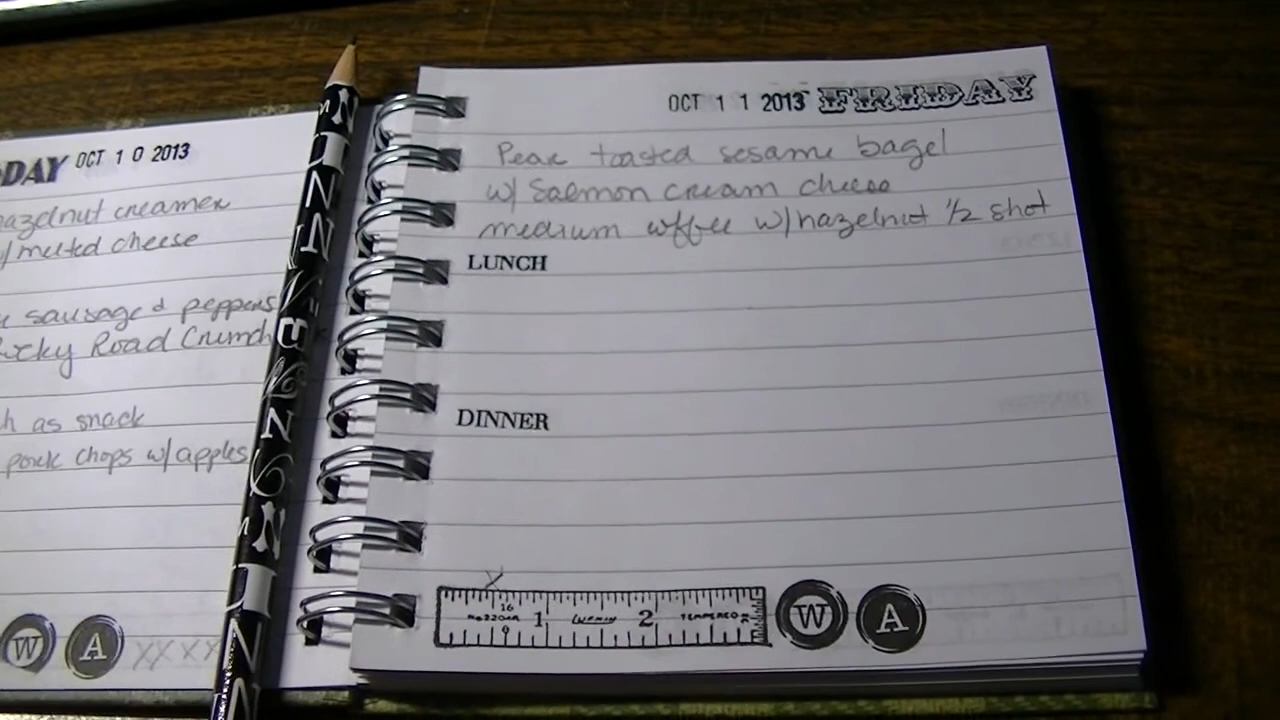 DAY OCT 1 0 2013
hazelnut creamer
w/ melted cheese
sausage & peppers
Rocky Road Crunch
as snack
pork chops w/ apples
W A XXXX
OCT 1 1 2013 FRIDAY
toasted sesame bagel
w/ Salmon cream cheese
medium coffee w/ hazelnut 1/2 shot
LUNCH
DINNER
X
16 1 2
W A